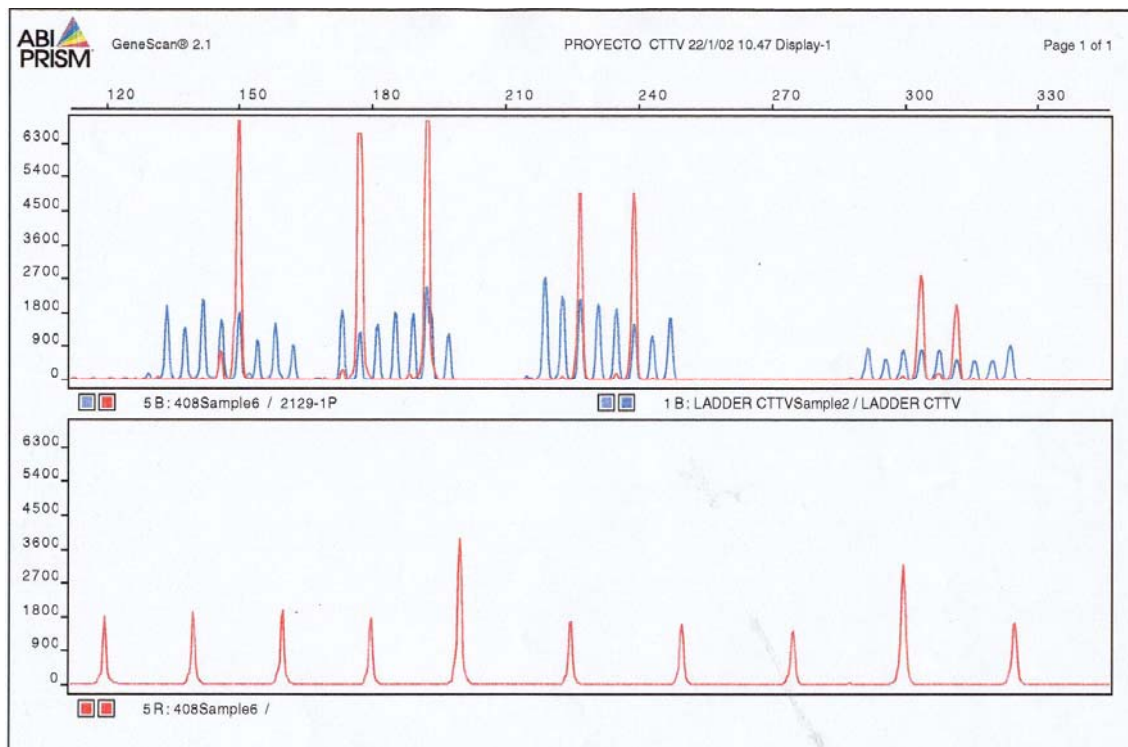 ABI PRISM
GeneScan® 2.1
PROYECTO CTTV 22/1/02 10.47 Display-1
Page 1 of 1
120 150 180 210 240 270 300 330
6300
5400
4500
3600
2700
1800
900
0
5 B: 408Sample6 / 2129-1P
1 B: LADDER CTTVSample2 / LADDER CTTV
6300
5400
4500
3600
2700
1800
900
0
5 R: 408Sample6 /